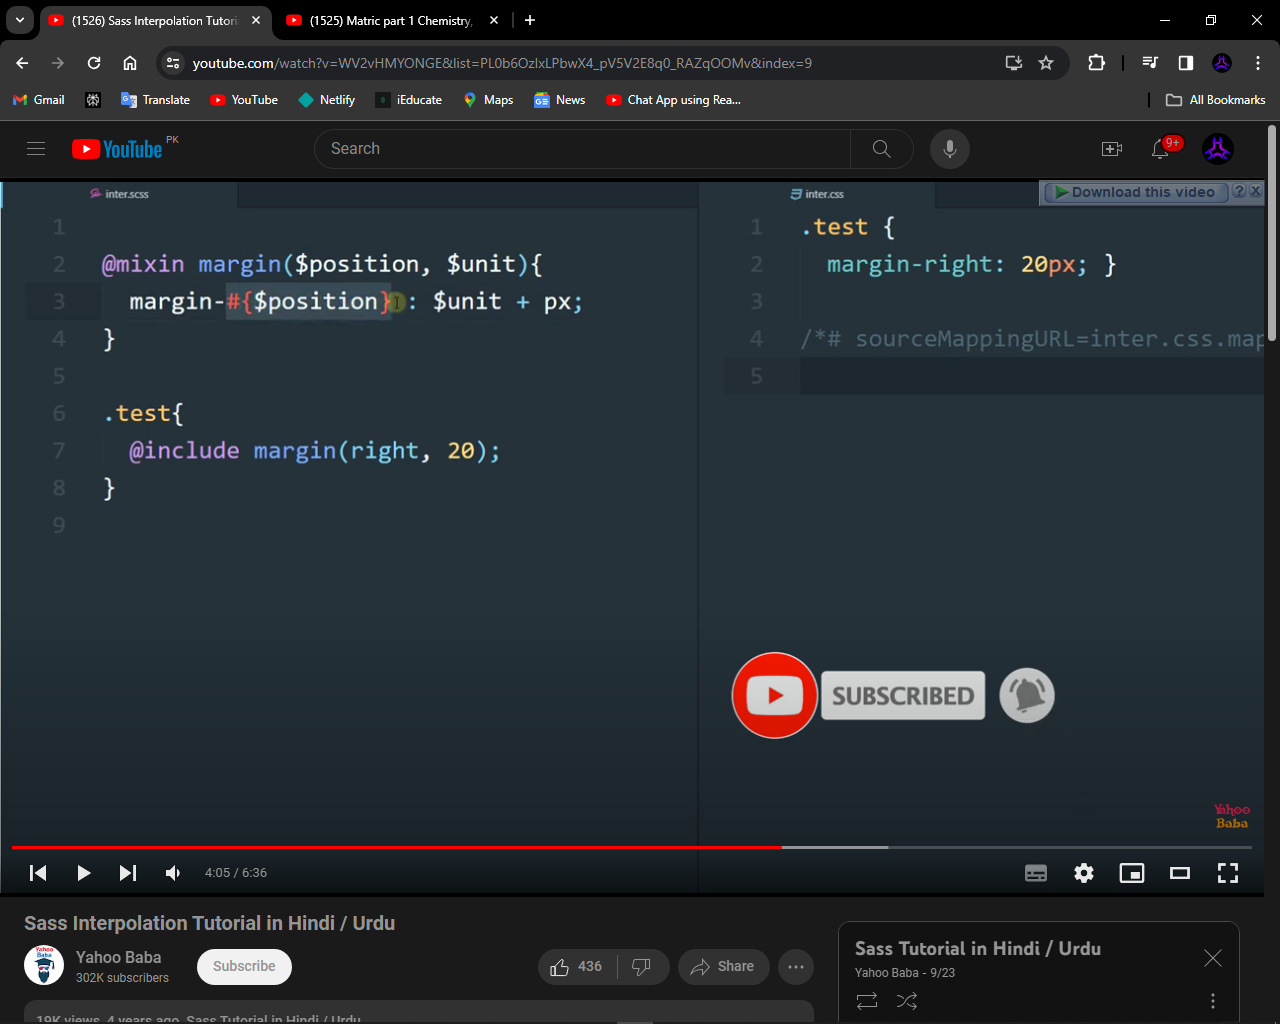 (1526) Sass Interpolation Tutori
(1525) Matric part 1 Chemistry,
youtube.com/watch?v=WV2vHMYONGE&list=PL0b6OzIxLPbwX4_pV5V2E8q0_RAZqOOMv&index=9
Gmail
Translate
YouTube
Netlify
iEducate
Maps
News
Chat App using Rea...
All Bookmarks
YouTube PK
Search
9+
inter.scss
1
2 @mixin margin($position, $unit){
3 margin-#{$position} : $unit + px;
4 }
5
6 .test{
7 @include margin(right, 20);
8 }
9
inter.css
Download this video ? X
1 .test {
2 margin-right: 20px; }
3
4 /*# sourceMappingURL=inter.css.map
5
SUBSCRIBED
Yahoo
Baba
4:05 / 6:36
Sass Interpolation Tutorial in Hindi / Urdu
Yahoo Baba
Yahoo Baba
302K subscribers
Subscribe
436
Share
Sass Tutorial in Hindi / Urdu
Yahoo Baba - 9/23
19K views 4 years ago Sass Tutorial in Hindi / Urdu